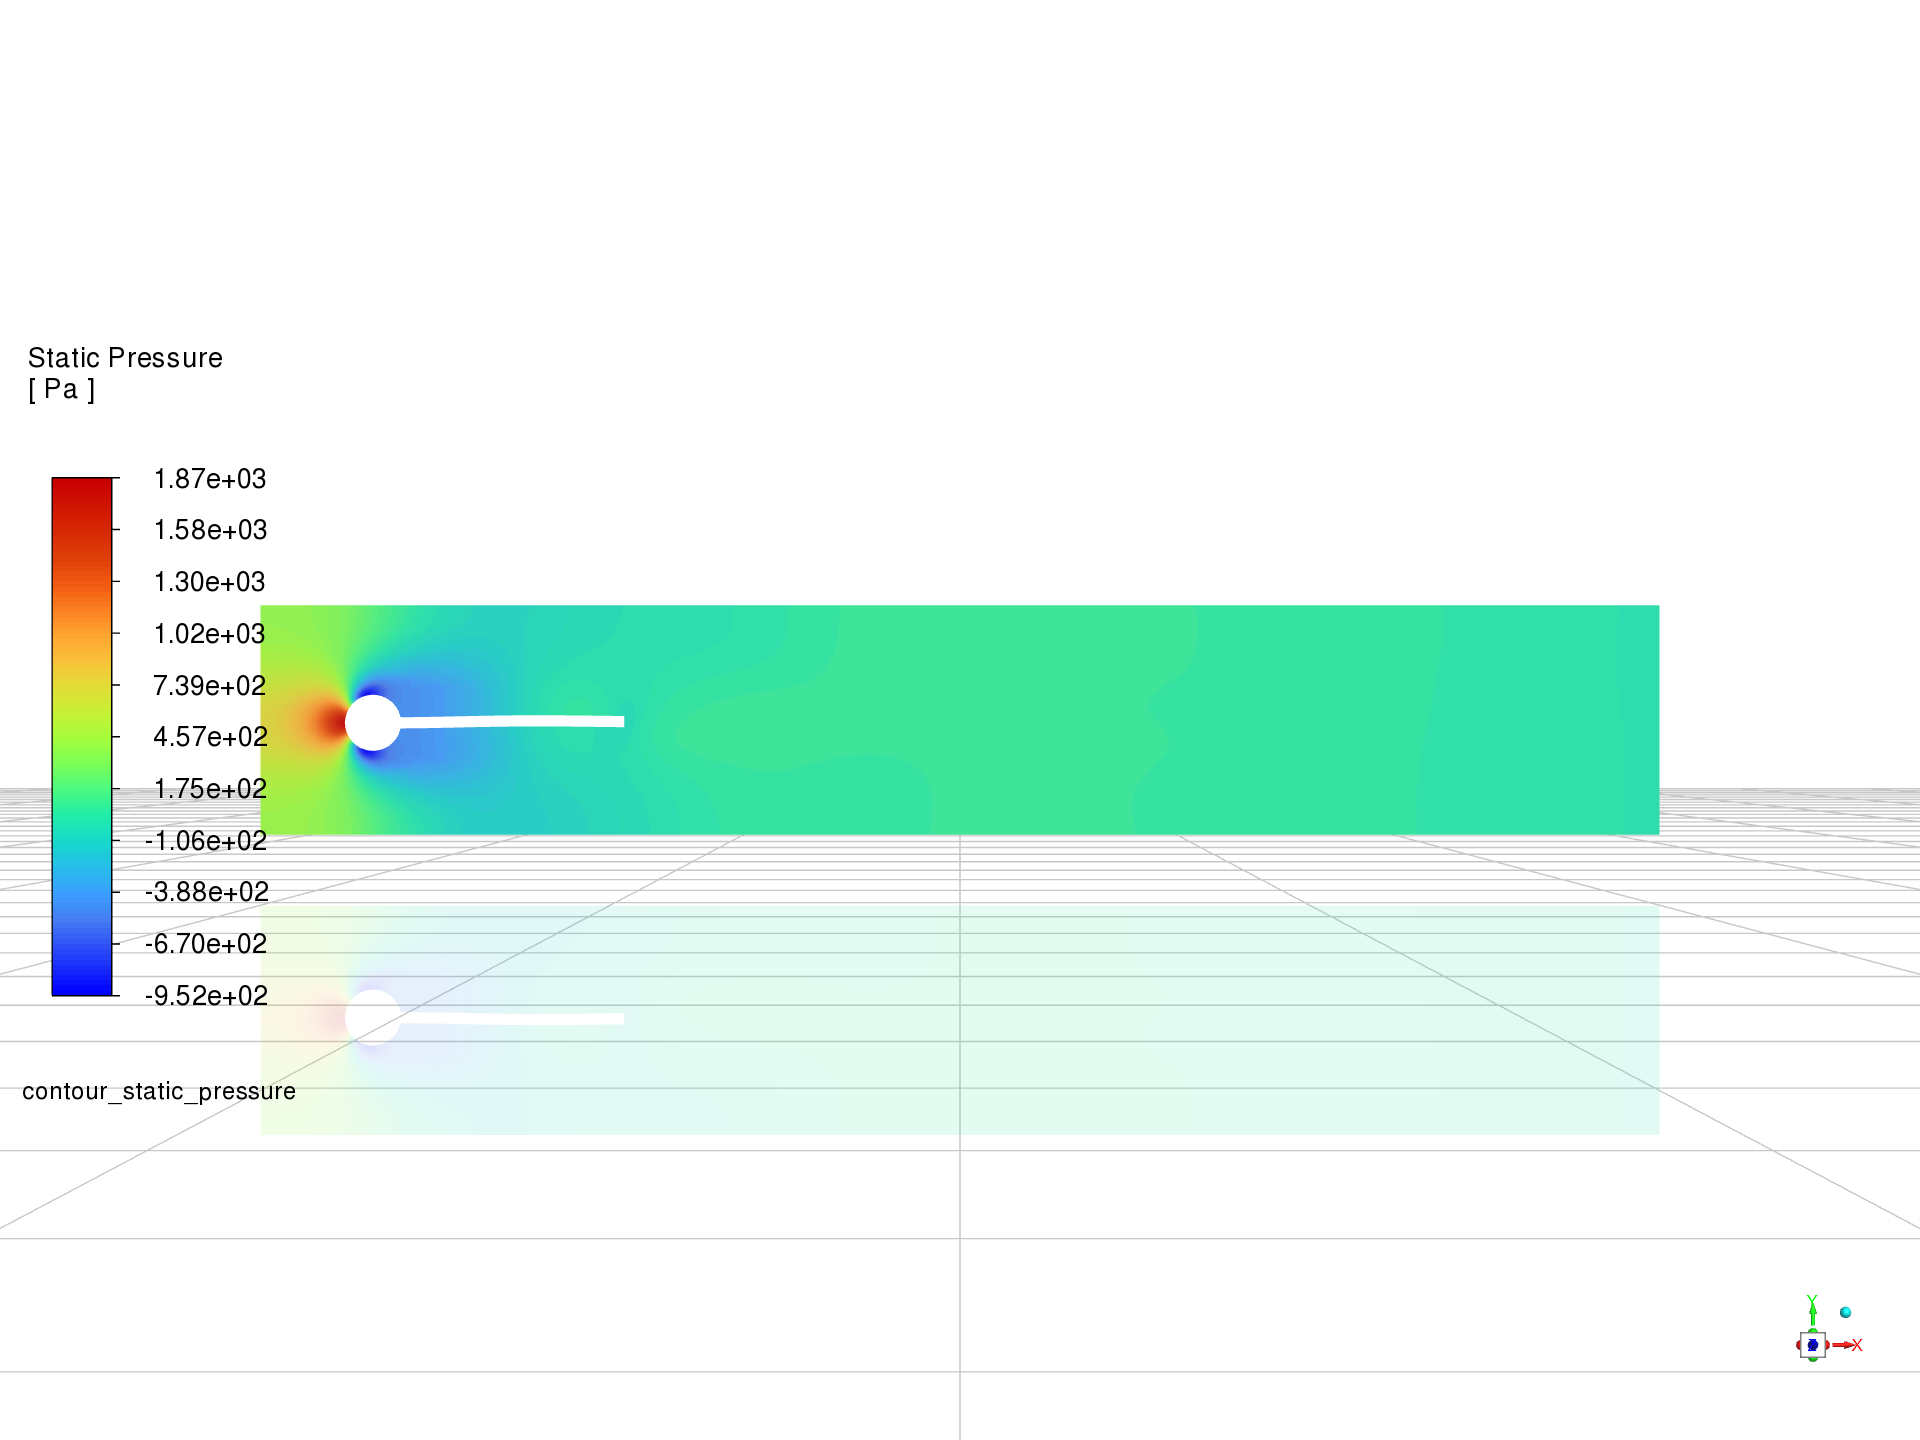 Static Pressure
[ Pa ]
1.87e+03
1.58e+03
1.30e+03
1.02e+03
7.39e+02
4.57e+02
1.75e+02
-1.06e+02
-3.88e+02
-6.70e+02
-9.52e+02
contour_static_pressure
Y
Z
X